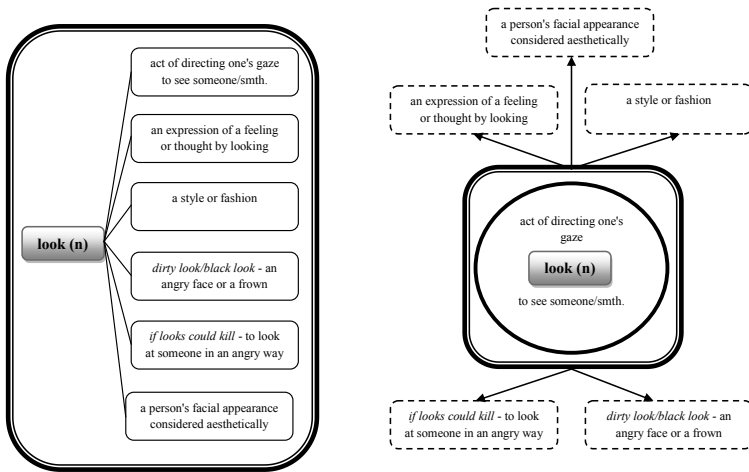 act of directing one's gaze
to see someone/smth.
an expression of a feeling
or thought by looking
a style or fashion
look (n)
dirty look/black look - an
angry face or a frown
if looks could kill - to look
at someone in an angry way
a person's facial appearance
considered aesthetically
a person's facial appearance
considered aesthetically
an expression of a feeling
or thought by looking
a style or fashion
act of directing one's
gaze
look (n)
to see someone/smth.
if looks could kill - to look
at someone in an angry way
dirty look/black look - an
angry face or a frown